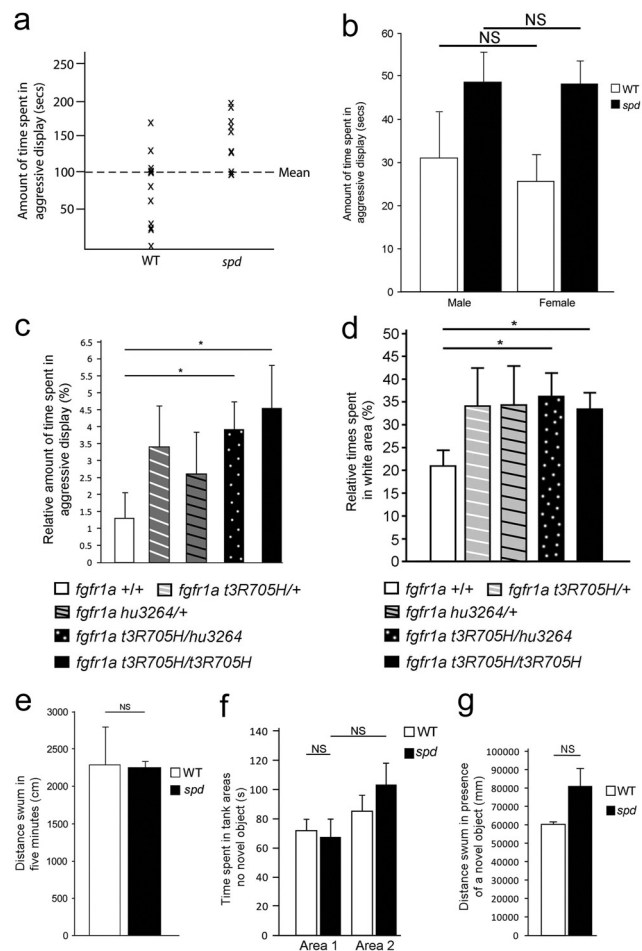 a
Amount of time spent in
aggressive display (secs)
250
200
150
100
50
Mean
WT
spd
b
Amount of time spent in
aggressive display (secs)
60
50
40
30
20
10
0
NS
NS
WT
spd
Male
Female
c
Relative amount of time spent in
aggressive display (%)
6.5
6
5.5
5
4.5
4
3.5
3
2.5
2
1.5
1
0.5
0
*
*
fgfr1a +/+
fgfr1a t3R705H/+
fgfr1a hu3264/+
fgfr1a t3R705H/hu3264
fgfr1a t3R705H/t3R705H
d
Relative times spent
in white area (%)
50
45
40
35
30
25
20
15
10
5
0
*
*
fgfr1a +/+
fgfr1a t3R705H/+
fgfr1a hu3264/+
fgfr1a t3R705H/hu3264
fgfr1a t3R705H/t3R705H
e
Distance swum in
five minutes (cm)
3000
2500
2000
1500
1000
500
0
NS
WT
spd
f
Time spent in tank areas
no novel object (s)
140
120
100
80
60
40
20
0
NS
NS
WT
spd
Area 1
Area 2
g
Distance swum in presence
of a novel object (mm)
100000
90000
80000
70000
60000
50000
40000
30000
20000
10000
0
NS
WT
spd